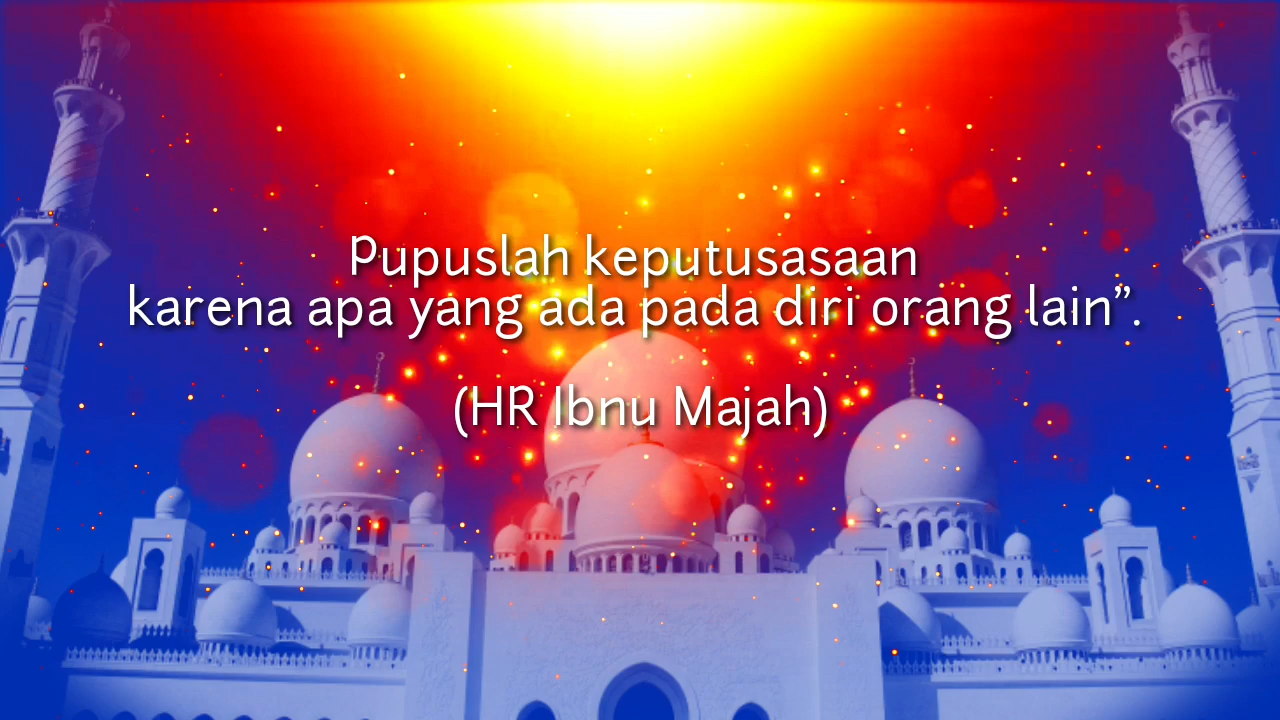 Pupuslah keputusasaan
karena apa yang ada pada diri orang lain”.
(HR Ibnu Majah)